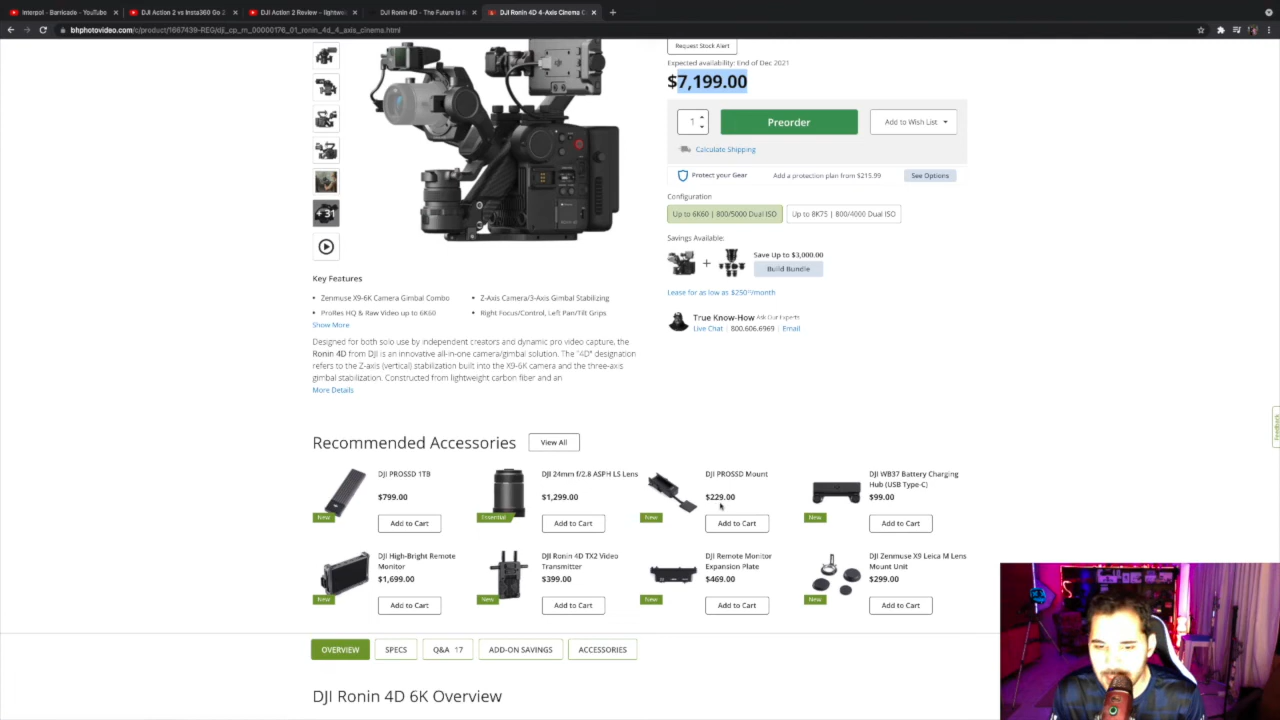 Interpol - Barricade - YouTube
DJI Action 2 vs Insta360 Go 2
DJI Action 2 Review – lightwei
DJI Ronin 4D - The Future is
DJI Ronin 4D 4-Axis Cinema C
bhphotovideo.com/c/product/1667439-REG/dji_cp_rn_00000176_01_ronin_4d_4_axis_cinema.html
Request Stock Alert
Expected availability: End of Dec 2021
$7,199.00
1
Preorder
Add to Wish List
Calculate Shipping
Protect your Gear
Add a protection plan from $215.99
See Options
Configuration
Up to 6K60 | 800/5000 Dual ISO
Up to 8K75 | 800/4000 Dual ISO
Savings Available:
+
Save Up to $3,000.00
Build Bundle
Lease for as low as $250/month
True Know-How Ask Our Experts
Live Chat | 800.606.6969 | Email
+ 31
Key Features
Zenmuse X9-6K Camera Gimbal Combo
Z-Axis Camera/3-Axis Gimbal Stabilizing
ProRes HQ & Raw Video up to 6K60
Right Focus/Control, Left Pan/Tilt Grips
Show More
Designed for both solo use by independent creators and dynamic pro video capture, the
Ronin 4D from DJI is an innovative all-in-one camera/gimbal solution. The "4D" designation
refers to the Z-axis (vertical) stabilization built into the X9-6K camera and the three-axis
gimbal stabilization. Constructed from lightweight carbon fiber and an
More Details
Feedback
Recommended Accessories
View All
DJI PROSSD 1TB
$799.00
New
Add to Cart
DJI 24mm f/2.8 ASPH LS Lens
$1,299.00
Essential
Add to Cart
DJI PROSSD Mount
$229.00
New
Add to Cart
DJI WB37 Battery Charging
Hub (USB Type-C)
$99.00
New
Add to Cart
DJI High-Bright Remote
Monitor
$1,699.00
New
Add to Cart
DJI Ronin 4D TX2 Video
Transmitter
$399.00
New
Add to Cart
DJI Remote Monitor
Expansion Plate
$469.00
New
Add to Cart
DJI Zenmuse X9 Leica M Lens
Mount Unit
$299.00
New
Add to Cart
OVERVIEW
SPECS
Q&A 17
ADD-ON SAVINGS
ACCESSORIES
DJI Ronin 4D 6K Overview